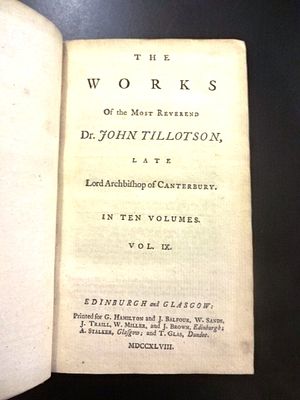 THE
WORKS
Of the MOST REVEREND
Dr. JOHN TILLOTSON,
LATE
Lord Archbiſhop of CANTERBURY.
IN TEN VOLUMES.
VOL. IX.
EDINBURGH and GLASGOW:
Printed for G. HAMILTON and J. BALFOUR, W. SANDS,
J. TRAILL, W. MILLER, and J. BROWN, Edinburgh;
A. STALKER, Glaſgow; and T. GLAS, Dundee.
MDCCXLVIII.